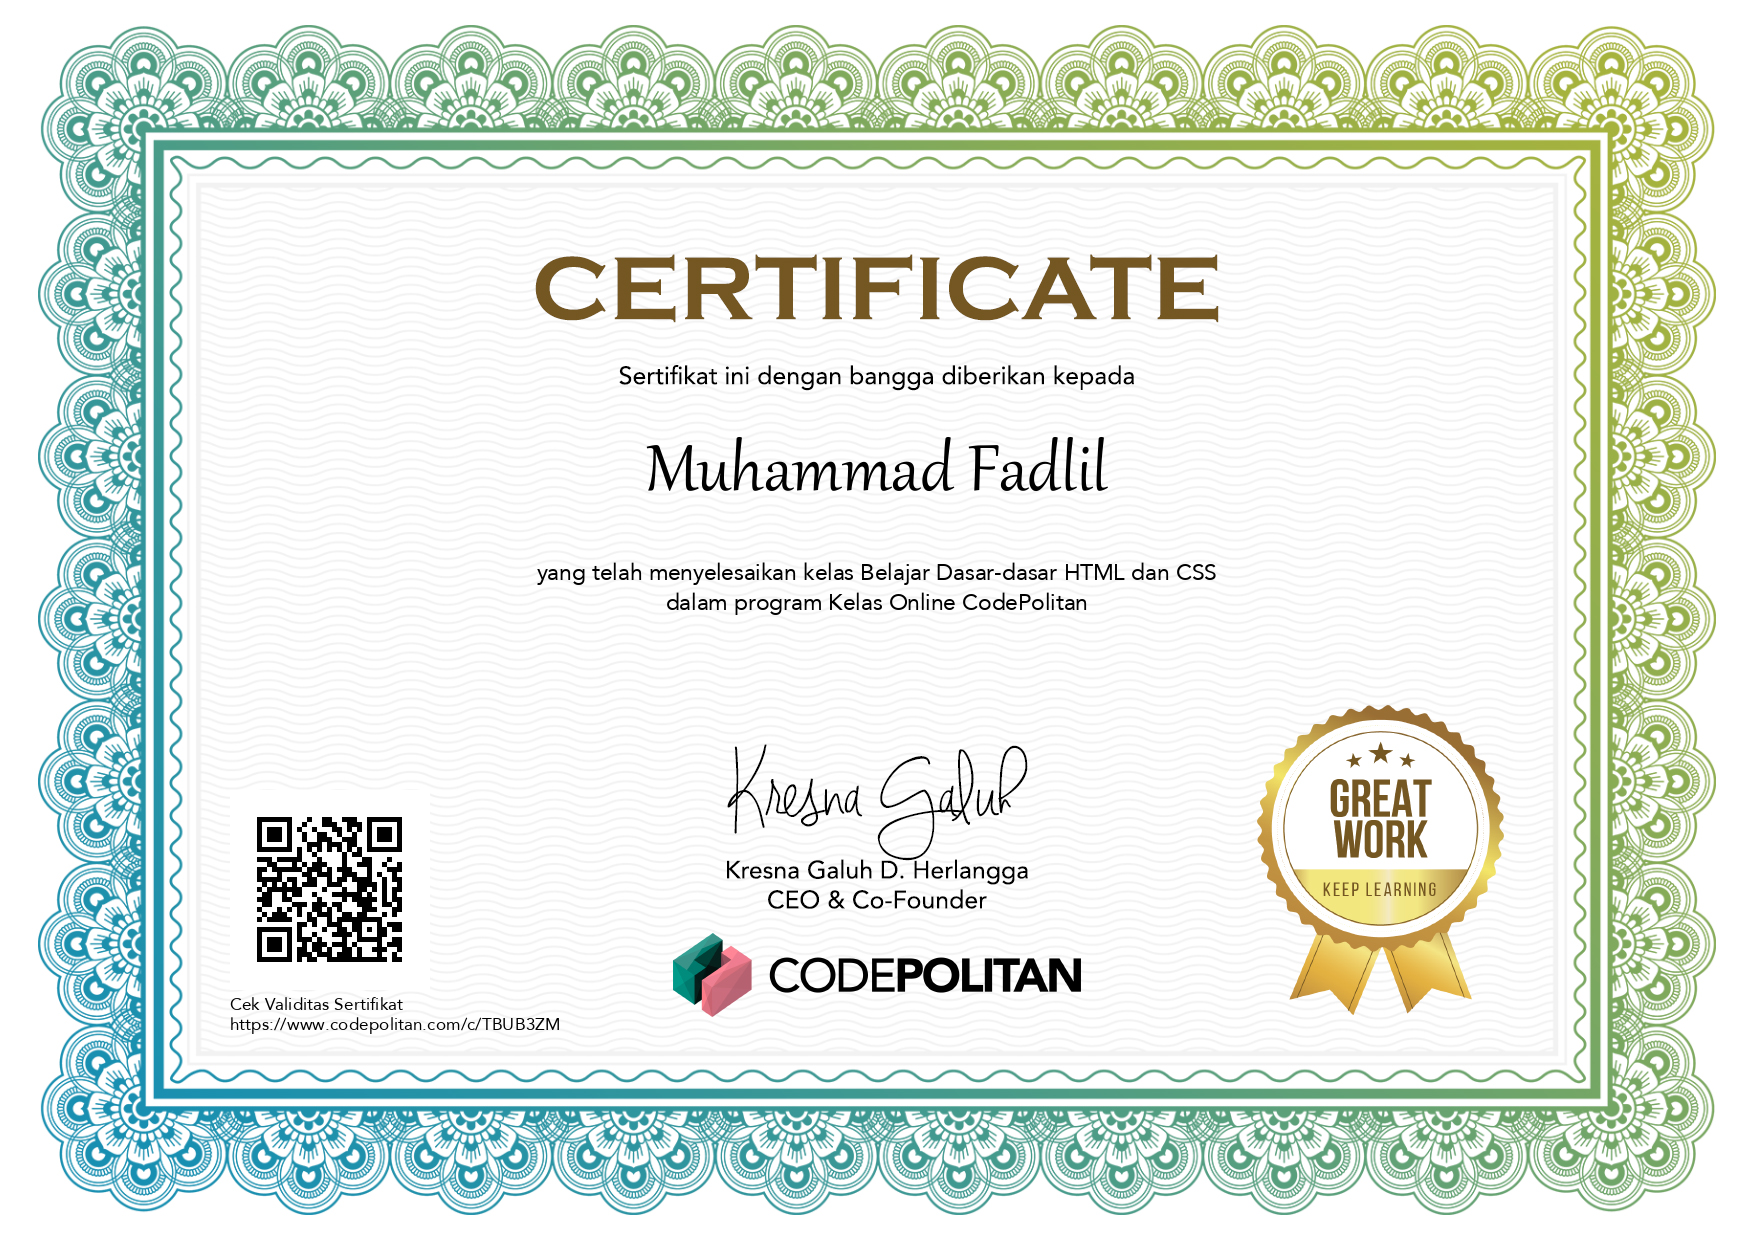 CERTIFICATE
Sertifikat ini dengan bangga diberikan kepada
Muhammad Fadlil
yang telah menyelesaikan kelas Belajar Dasar-dasar HTML dan CSS
dalam program Kelas Online CodePolitan
Kresna Galuh
Kresna Galuh D. Herlangga
CEO & Co-Founder
CODEPOLITAN
GREAT
WORK
KEEP LEARNING
Cek Validitas Sertifikat
https://www.codepolitan.com/c/TBUB3ZM